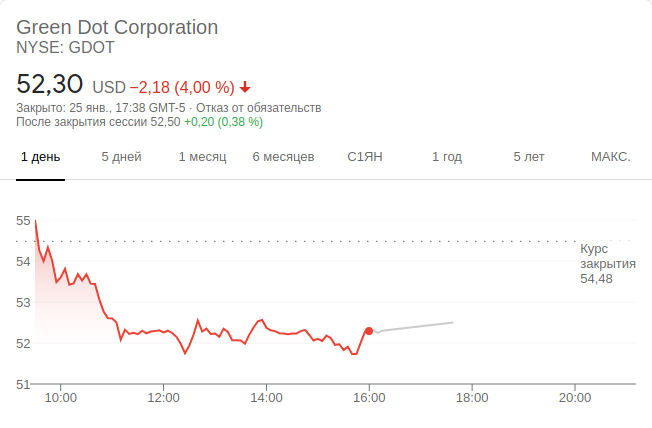 Green Dot Corporation
NYSE: GDOT
52,30 USD −2,18 (4,00 %)
Закрыто: 25 янв., 17:38 GMT-5 · Отказ от обязательств
После закрытия сессии 52,50 +0,20 (0,38 %)
1 день 5 дней 1 месяц 6 месяцев С1ЯН 1 год 5 лет МАКС.
55
54
53
52
51
Курс
закрытия
54,48
10:00 12:00 14:00 16:00 18:00 20:00